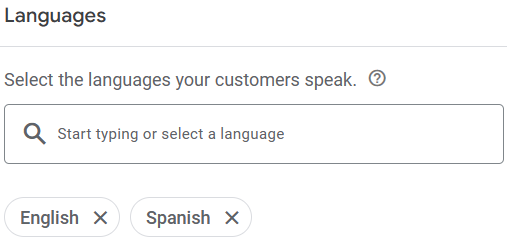 Languages
Select the languages your customers speak.
Start typing or select a language
English
Spanish